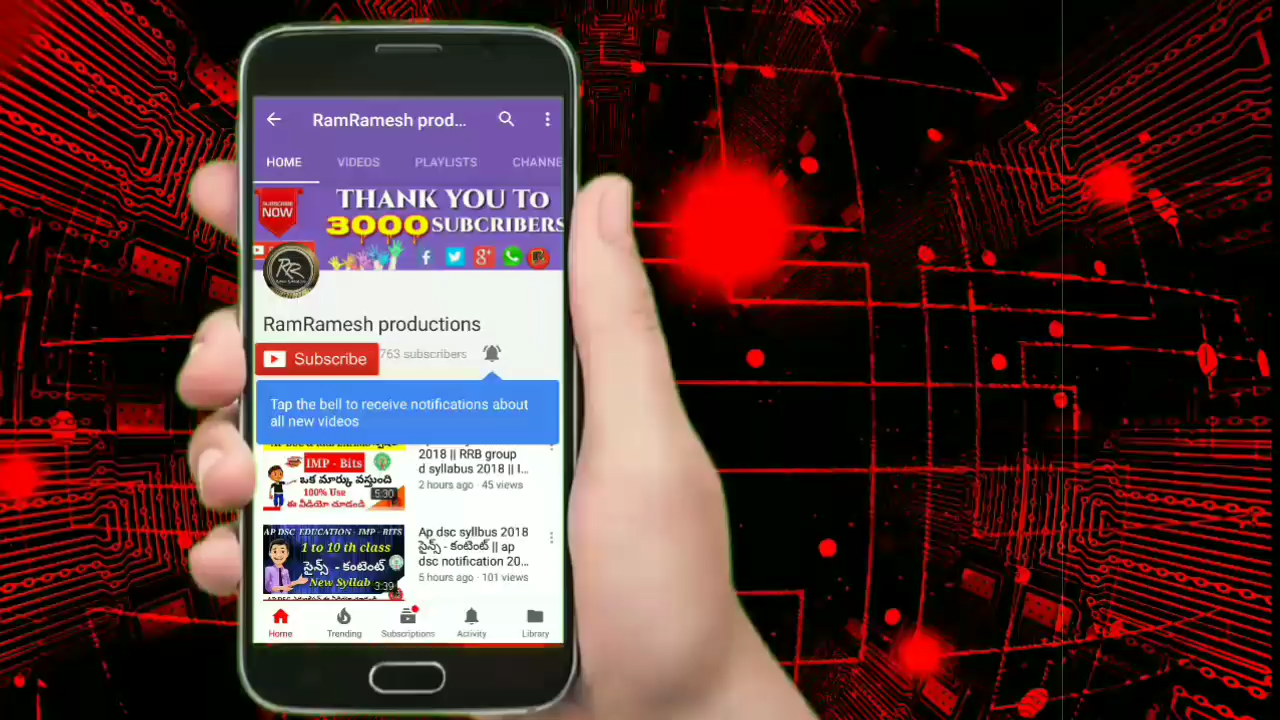 RamRamesh prod...
HOME VIDEOS PLAYLISTS CHANNE
SUBSCRIBE
NOW
THANK YOU To
3000 SUBCRIBERS
RR
RamRamesh productions
Subscribe 763 subscribers
Tap the bell to receive notifications about
all new videos
IMP - Bits
ఒక మార్కు వస్తుంది
100% Use
ఈ వీడియో చూడండి
5:30
2018 || RRB group
d syllabus 2018 || I...
2 hours ago · 45 views
AP DSC EDUCATION - IMP - BITS
1 to 10 th class
సైన్స్ - కంటెంట్
New Syllab
3:39
Ap dsc syllbus 2018
సైన్స్ - కంటెంట్ || ap
dsc notification 20...
5 hours ago · 101 views
Home Trending Subscriptions Activity Library